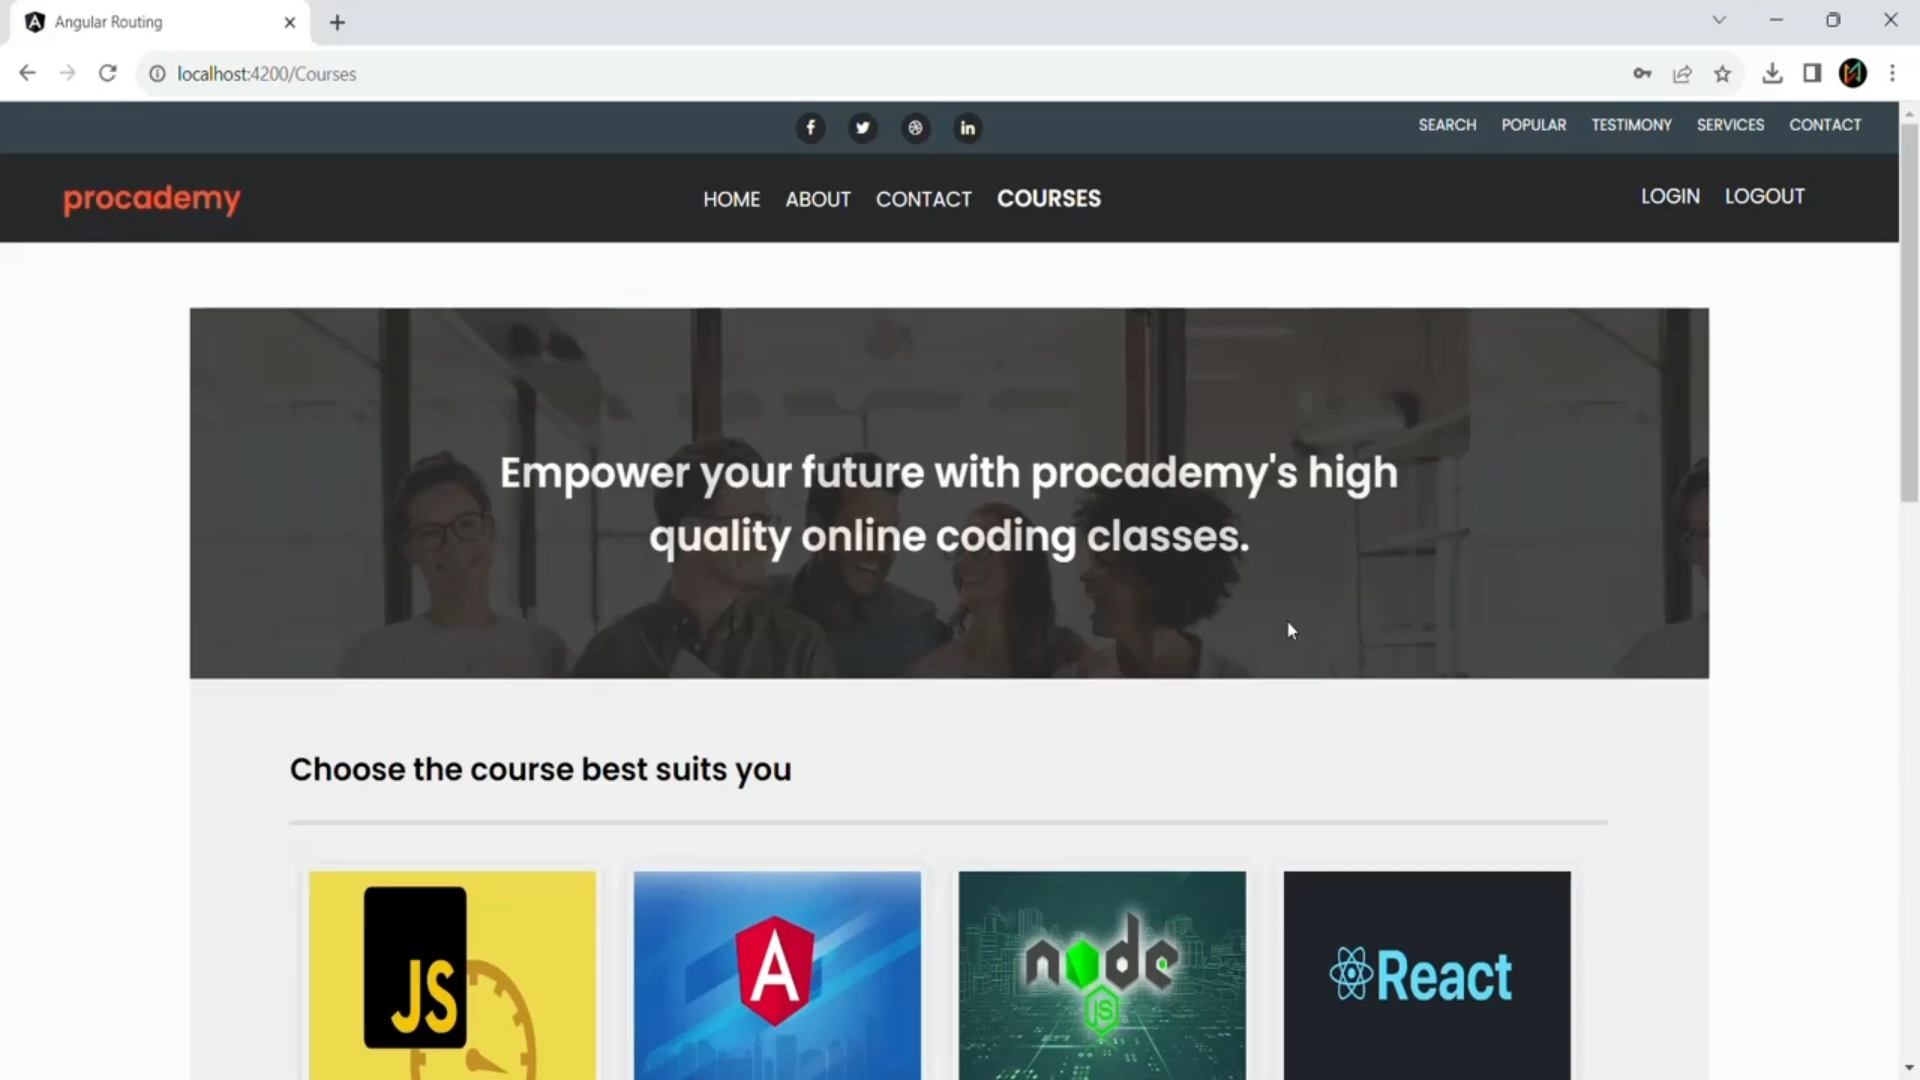 Angular Routing
localhost:4200/Courses
SEARCH POPULAR TESTIMONY SERVICES CONTACT
procademy
HOME ABOUT CONTACT COURSES
LOGIN LOGOUT
Empower your future with procademy's high
quality online coding classes.
Choose the course best suits you
JS
A
node
JS
React